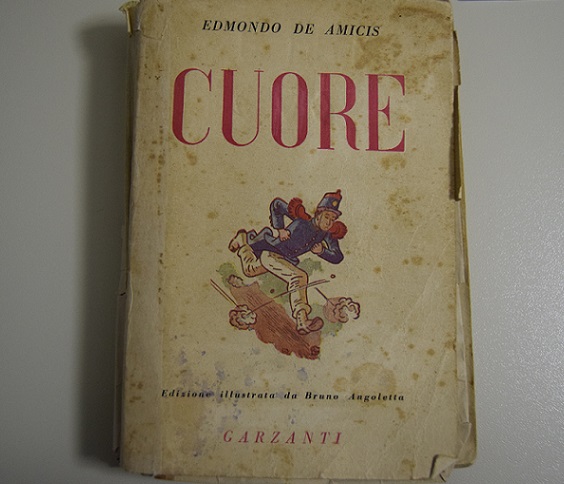 EDMONDO DE AMICIS
CUORE
Edizione illustrata da Bruno Angoletta
GARZANTI